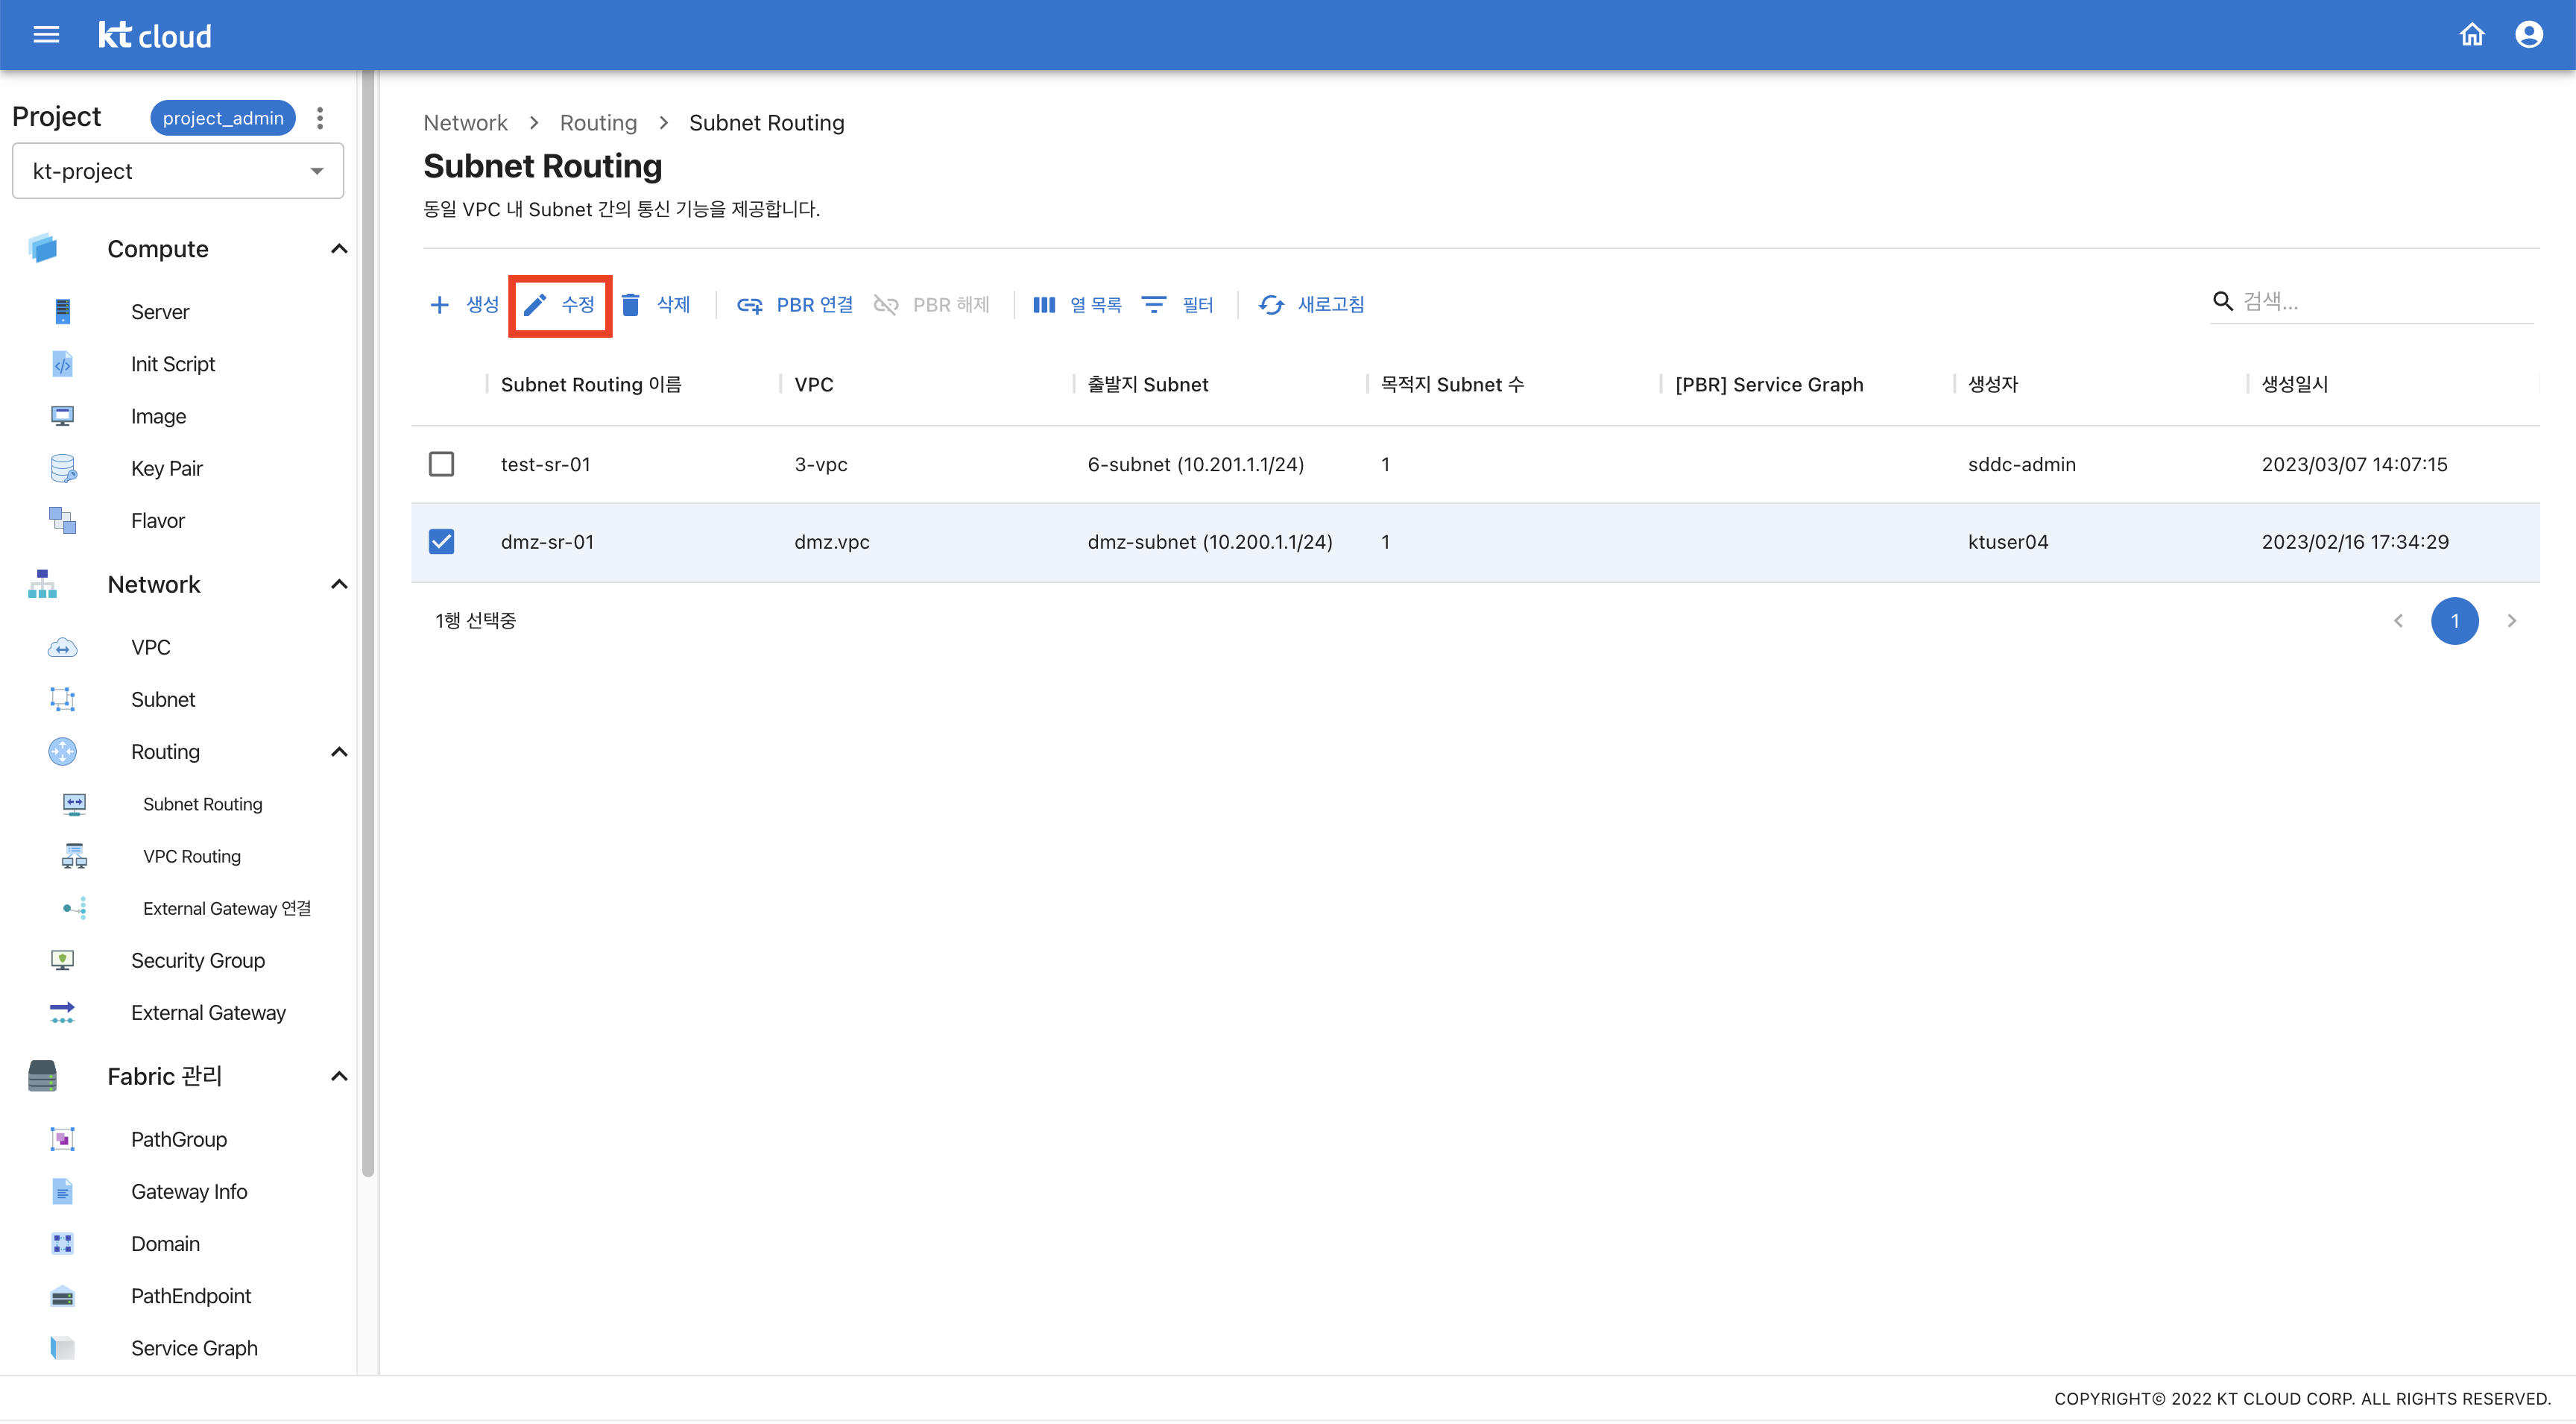 kt cloud
Project project_admin
kt-project
Compute
Server
Init Script
Image
Key Pair
Flavor
Network
VPC
Subnet
Routing
Subnet Routing
VPC Routing
External Gateway 연결
Security Group
External Gateway
Fabric 관리
PathGroup
Gateway Info
Domain
PathEndpoint
Service Graph
Network > Routing > Subnet Routing
Subnet Routing
동일 VPC 내 Subnet 간의 통신 기능을 제공합니다.
생성 수정 삭제 PBR 연결 PBR 해제 열 목록 필터 새로고침 검색...
Subnet Routing 이름 VPC 출발지 Subnet 목적지 Subnet 수 [PBR] Service Graph 생성자 생성일시
test-sr-01 3-vpc 6-subnet (10.201.1.1/24) 1 sddc-admin 2023/03/07 14:07:15
dmz-sr-01 dmz.vpc dmz-subnet (10.200.1.1/24) 1 ktuser04 2023/02/16 17:34:29
1행 선택중 1
COPYRIGHT© 2022 KT CLOUD CORP. ALL RIGHTS RESERVED.